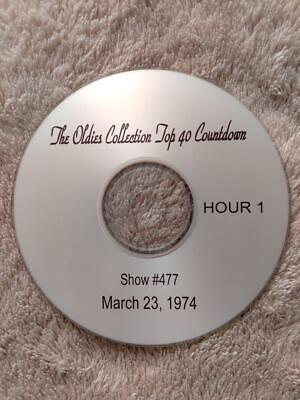 The Oldies Collection Top 40 Countdown
HOUR 1
Show #477
March 23, 1974